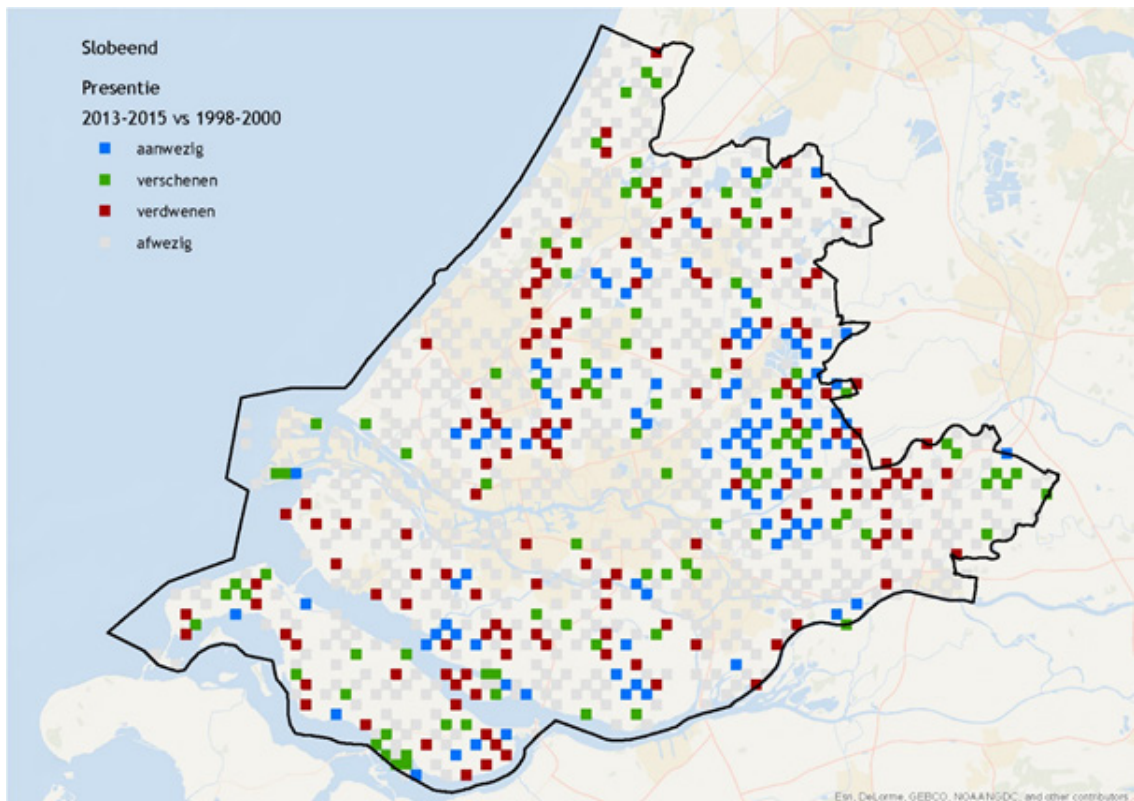 Slobeend
Presentie
2013-2015 vs 1998-2000
aanwezig
verschenen
verdwenen
afwezig
Esri, DeLorme, GEBCO, NOAA NGDC, and other contributors